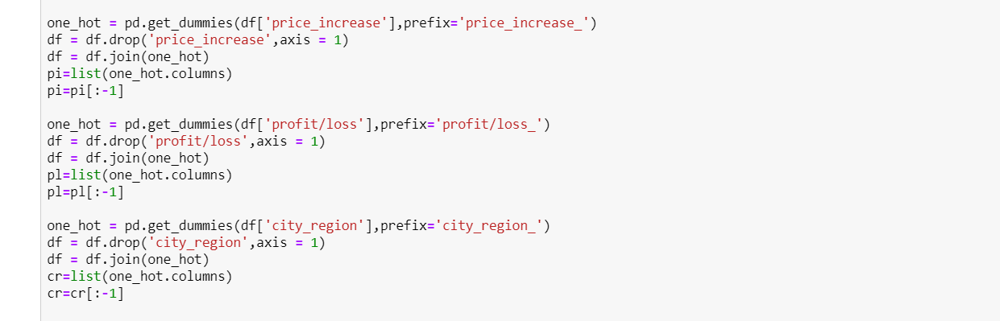 one_hot = pd.get_dummies(df['price_increase'],prefix='price_increase_')
df = df.drop('price_increase',axis = 1)
df = df.join(one_hot)
pi=list(one_hot.columns)
pi=pi[:-1]
one_hot = pd.get_dummies(df['profit/loss'],prefix='profit/loss_')
df = df.drop('profit/loss',axis = 1)
df = df.join(one_hot)
pl=list(one_hot.columns)
pl=pl[:-1]
one_hot = pd.get_dummies(df['city_region'],prefix='city_region_')
df = df.drop('city_region',axis = 1)
df = df.join(one_hot)
cr=list(one_hot.columns)
cr=cr[:-1]